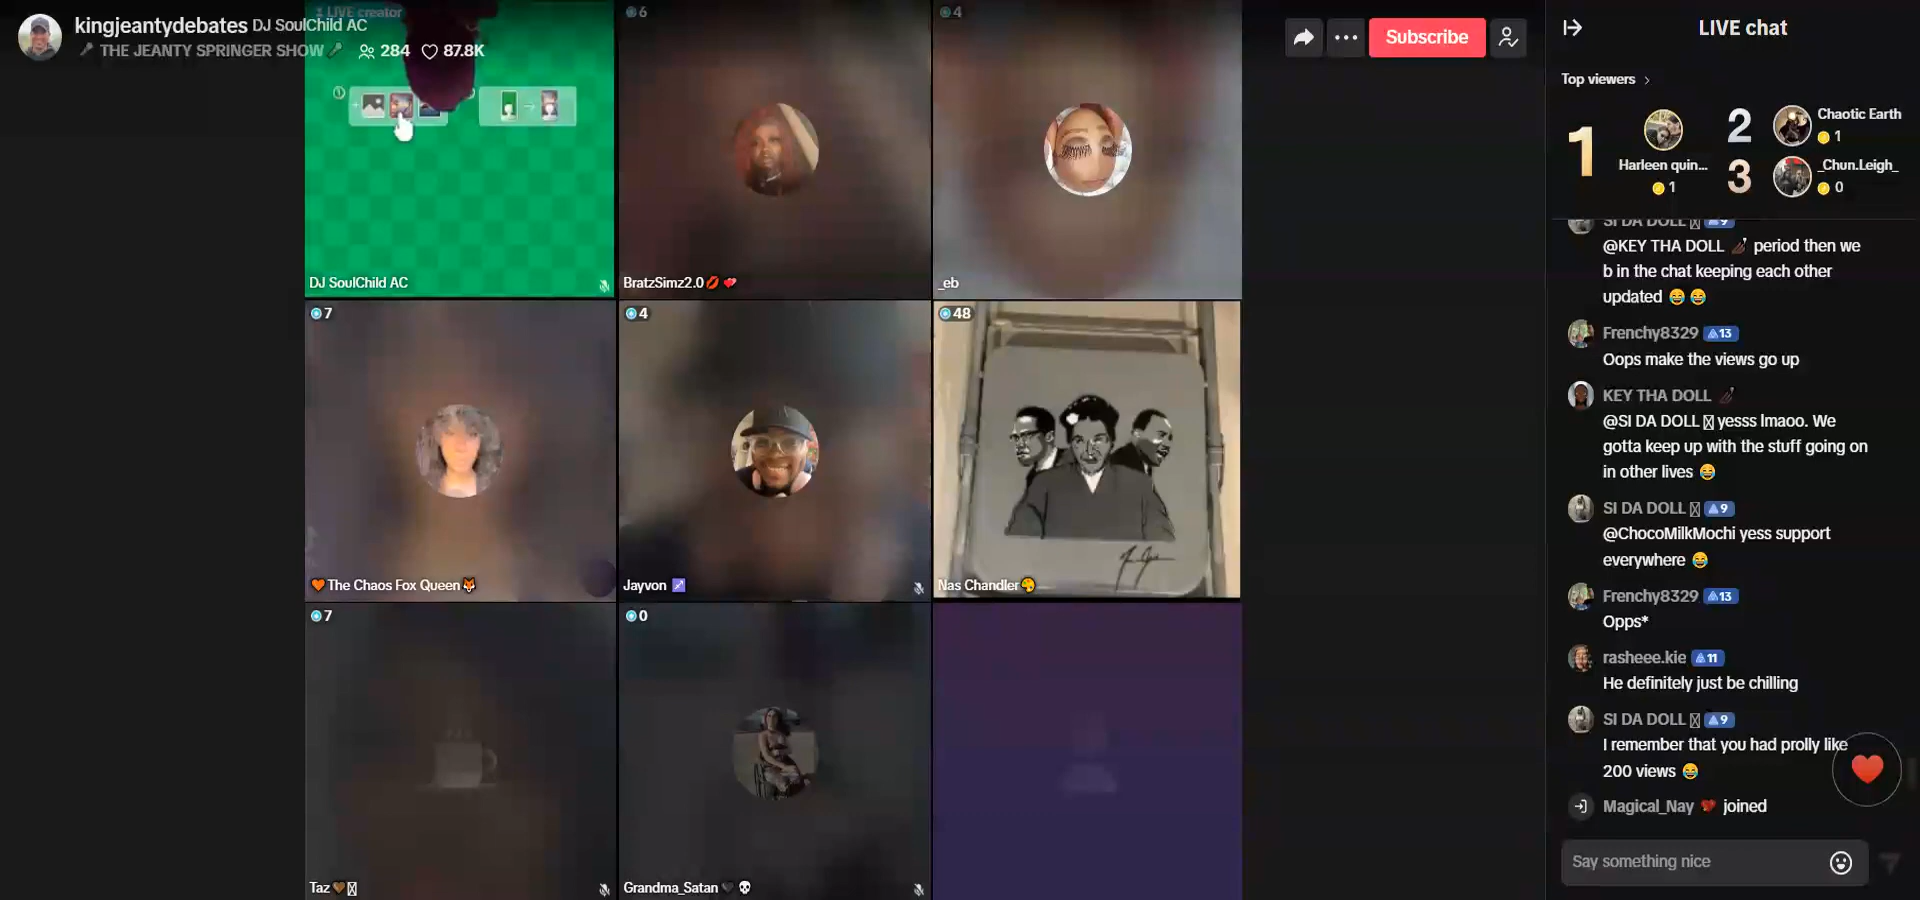 kingjeantydebates DJ SoulChild AC
THE JEANTY SPRINGER SHOW 284 87.8K
LIVE creator
6
4
Subscribe
DJ SoulChild AC
BratzSimz2.0💋
_eb
7
4
48
🧡The Chaos Fox Queen🦊
Jayvon
Nas Chandler🎨
7
0
Taz🤎
Grandma_Satan🖤💀
LIVE chat
Top viewers
1
Harleen quin...
1
2
Chaotic Earth
1
3
_Chun.Leigh_
0
SI DA DOLL 9
@KEY THA DOLL period then we
b in the chat keeping each other
updated 😂😂
Frenchy8329 13
Oops make the views go up
KEY THA DOLL
@SI DA DOLL yesss lmaoo. We
gotta keep up with the stuff going on
in other lives 😂
SI DA DOLL 9
@ChocoMilkMochi yess support
everywhere 😂
Frenchy8329 13
Opps*
rasheee.kie 11
He definitely just be chilling
SI DA DOLL 9
I remember that you had prolly like
200 views 😂
Magical_Nay joined
Say something nice